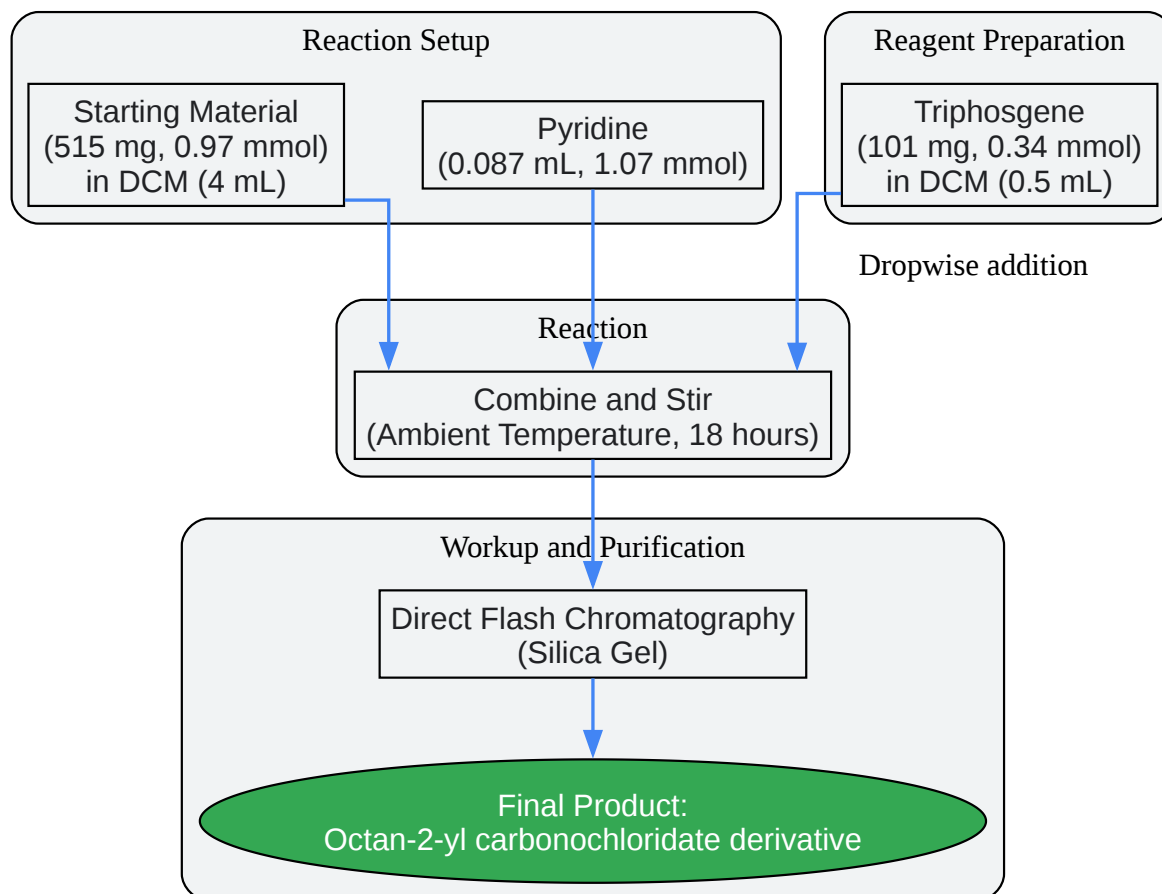 Reaction Setup
Starting Material
(515 mg, 0.97 mmol)
in DCM (4 mL)
Pyridine
(0.087 mL, 1.07 mmol)
Reagent Preparation
Triphosgene
(101 mg, 0.34 mmol)
in DCM (0.5 mL)
Dropwise addition
Reaction
Combine and Stir
(Ambient Temperature, 18 hours)
Workup and Purification
Direct Flash Chromatography
(Silica Gel)
Final Product:
Octan-2-yl carbonochloridate derivative